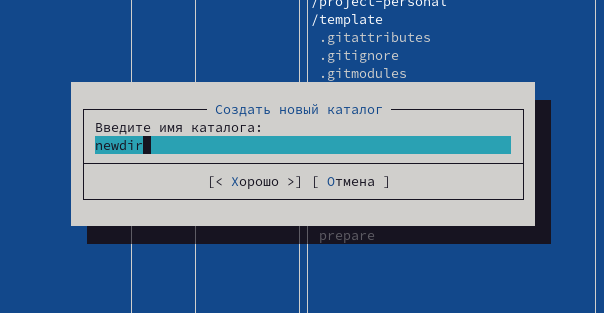 /project-personal
/template
.gitattributes
.gitignore
.gitmodules
Создать новый каталог
Введите имя каталога:
newdir
[< Хорошо >] [ Отмена ]
prepare